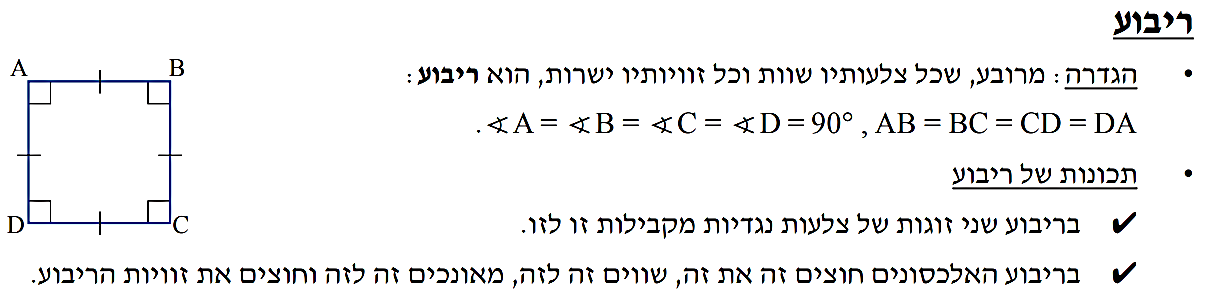 ריבוע
• הגדרה: מרובע, שכל צלעותיו שוות וכל זוויותיו ישרות, הוא ריבוע:
AB = BC = CD = DA , ∢A = ∢B = ∢C = ∢D = 90° .
• תכונות של ריבוע
✔ בריבוע שני זוגות של צלעות נגדיות מקבילות זו לזו.
✔ בריבוע האלכסונים חוצים זה את זה, שווים זה לזה, מאונכים זה לזה וחוצים את זוויות הריבוע.
A B
D C